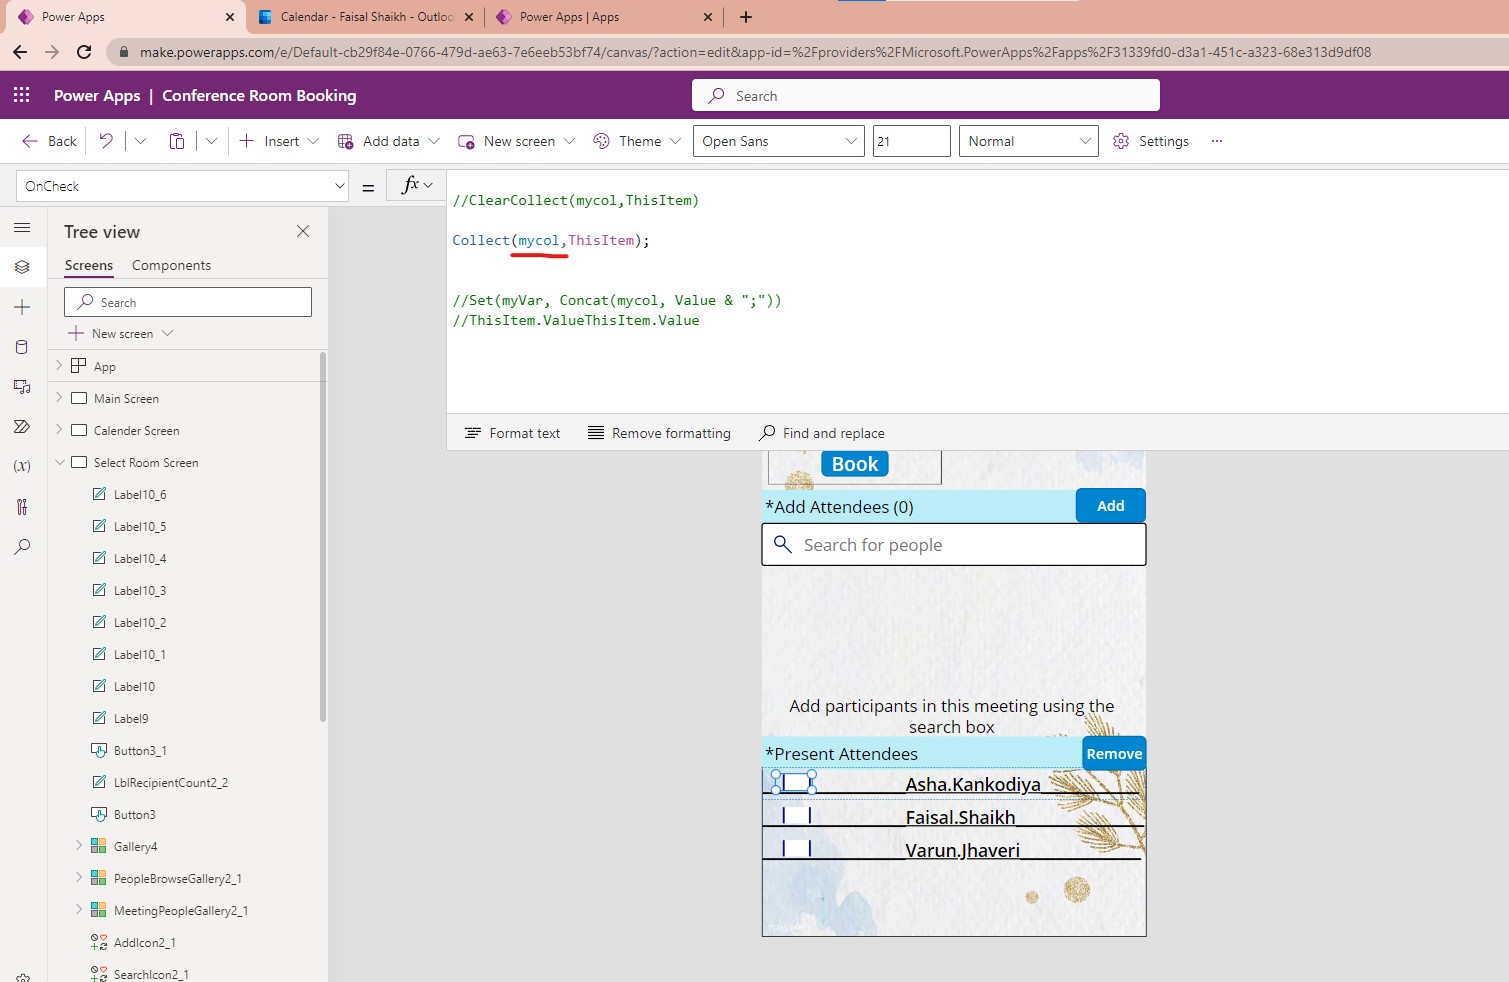 Power Apps
Calendar - Faisal Shaikh - Outloo
Power Apps | Apps
make.powerapps.com/e/Default-cb29f84e-0766-479d-ae63-7e6eeb53bf74/canvas/?action=edit&app-id=%2Fproviders%2FMicrosoft.PowerApps%2Fapps%2F31339fd0-d3a1-451c-a323-68e313d9df08
Power Apps | Conference Room Booking
Search
Back
Insert
Add data
New screen
Theme
Open Sans
21
Normal
Settings
OnCheck
=
fx
//ClearCollect(mycol,ThisItem)
Collect(mycol,ThisItem);
//Set(myVar, Concat(mycol, Value & ";"))
//ThisItem.ValueThisItem.Value
Format text
Remove formatting
Find and replace
Tree view
Screens
Components
Search
New screen
App
Main Screen
Calender Screen
Select Room Screen
Label10_6
Label10_5
Label10_4
Label10_3
Label10_2
Label10_1
Label10
Label9
Button3_1
LblRecipientCount2_2
Button3
Gallery4
PeopleBrowseGallery2_1
MeetingPeopleGallery2_1
AddIcon2_1
SearchIcon2_1
(x)
Book
*Add Attendees (0)
Add
Search for people
Add participants in this meeting using the
search box
*Present Attendees
Remove
Asha.Kankodiya
Faisal.Shaikh
Varun.Jhaveri